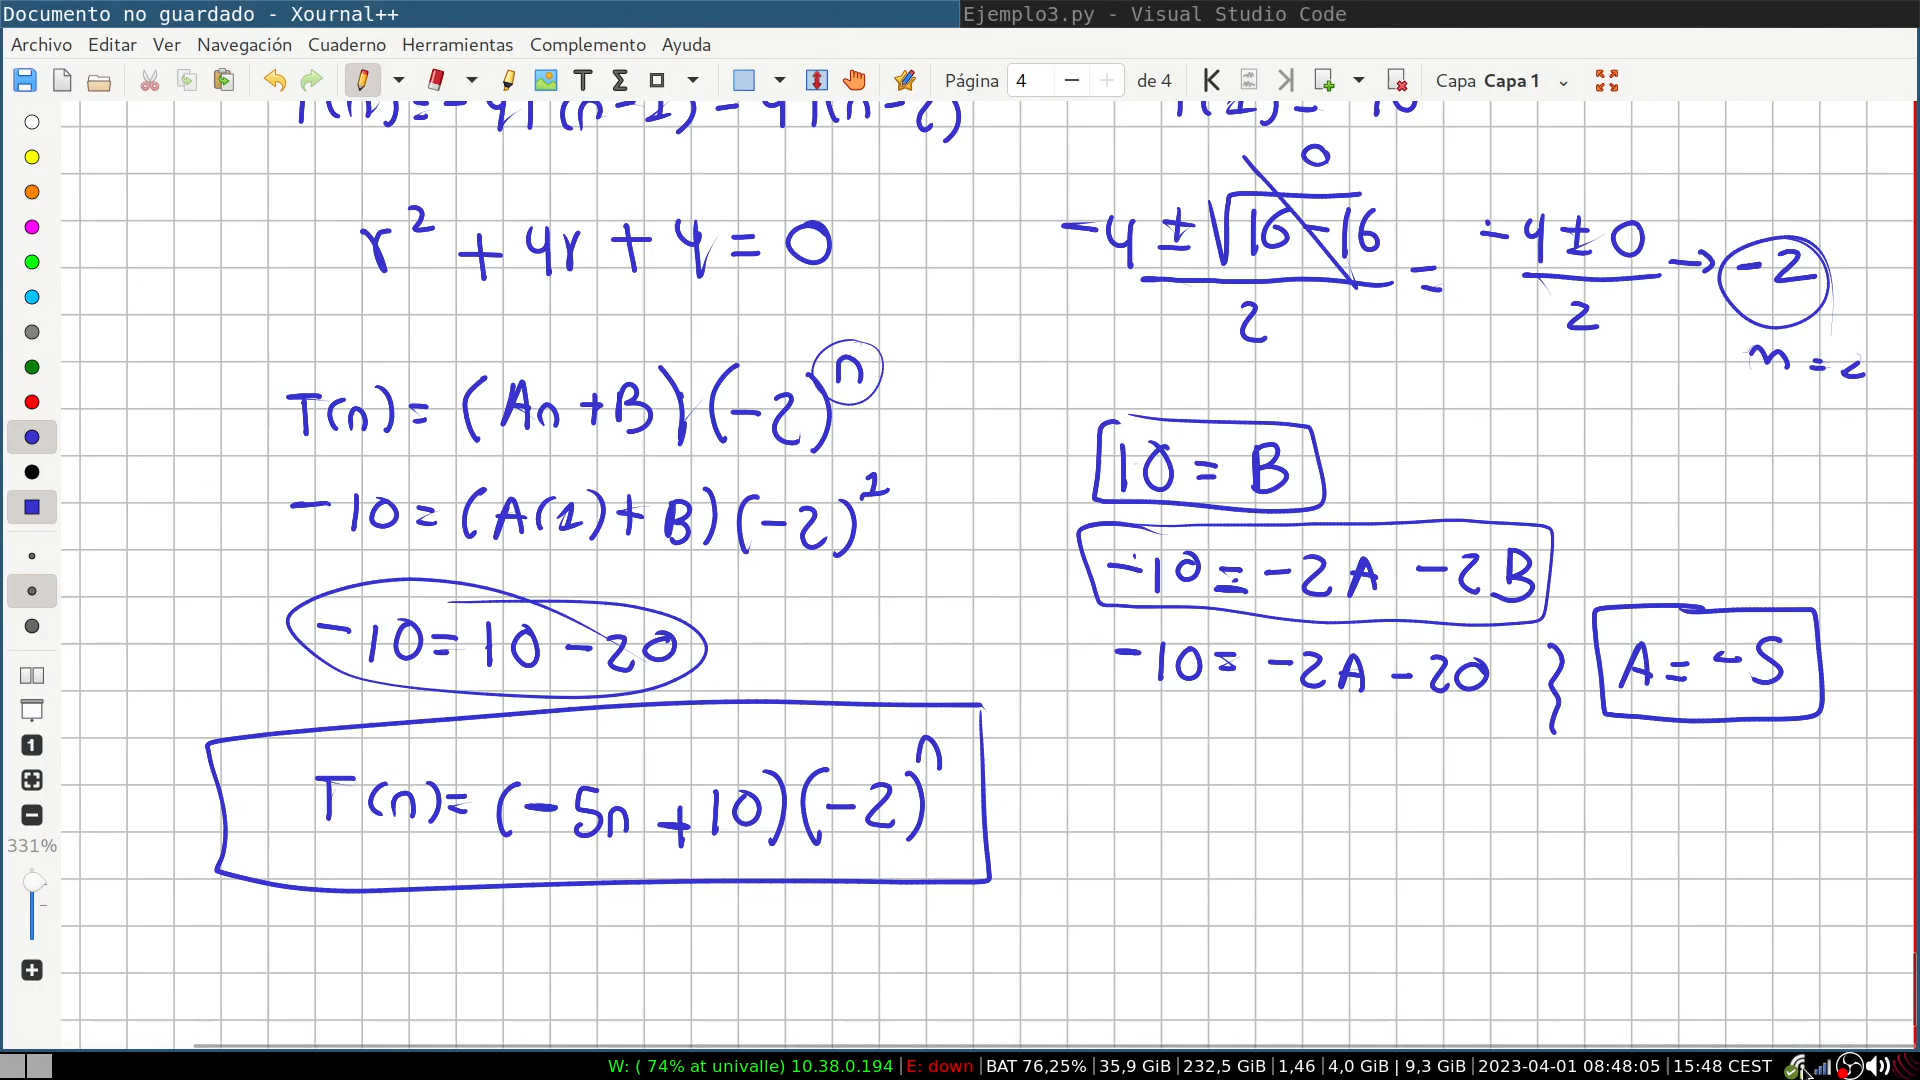 Documento no guardado - Xournal++
Ejemplo3.py - Visual Studio Code
Archivo Editar Ver Navegación Cuaderno Herramientas Complemento Ayuda
Página 4 de 4 Capa Capa 1
T(n) = -4T(n-1) - 4T(n-2)
r² + 4r + 4 = 0
-4 ± √16-16 0 / 2 = -4 ± 0 / 2 → -2
m = 2
T(n) = (An + B)(-2)ⁿ
10 = B
-10 = (A(1) + B)(-2)¹
-10 = -2A - 2B
-10 = 10 - 20
-10 = -2A - 20 } A = -5
T(n) = (-5n + 10)(-2)ⁿ
331%
W: ( 74% at univalle) 10.38.0.194 | E: down | BAT 76,25% | 35,9 GiB | 232,5 GiB | 1,46 | 4,0 GiB | 9,3 GiB | 2023-04-01 08:48:05 | 15:48 CEST